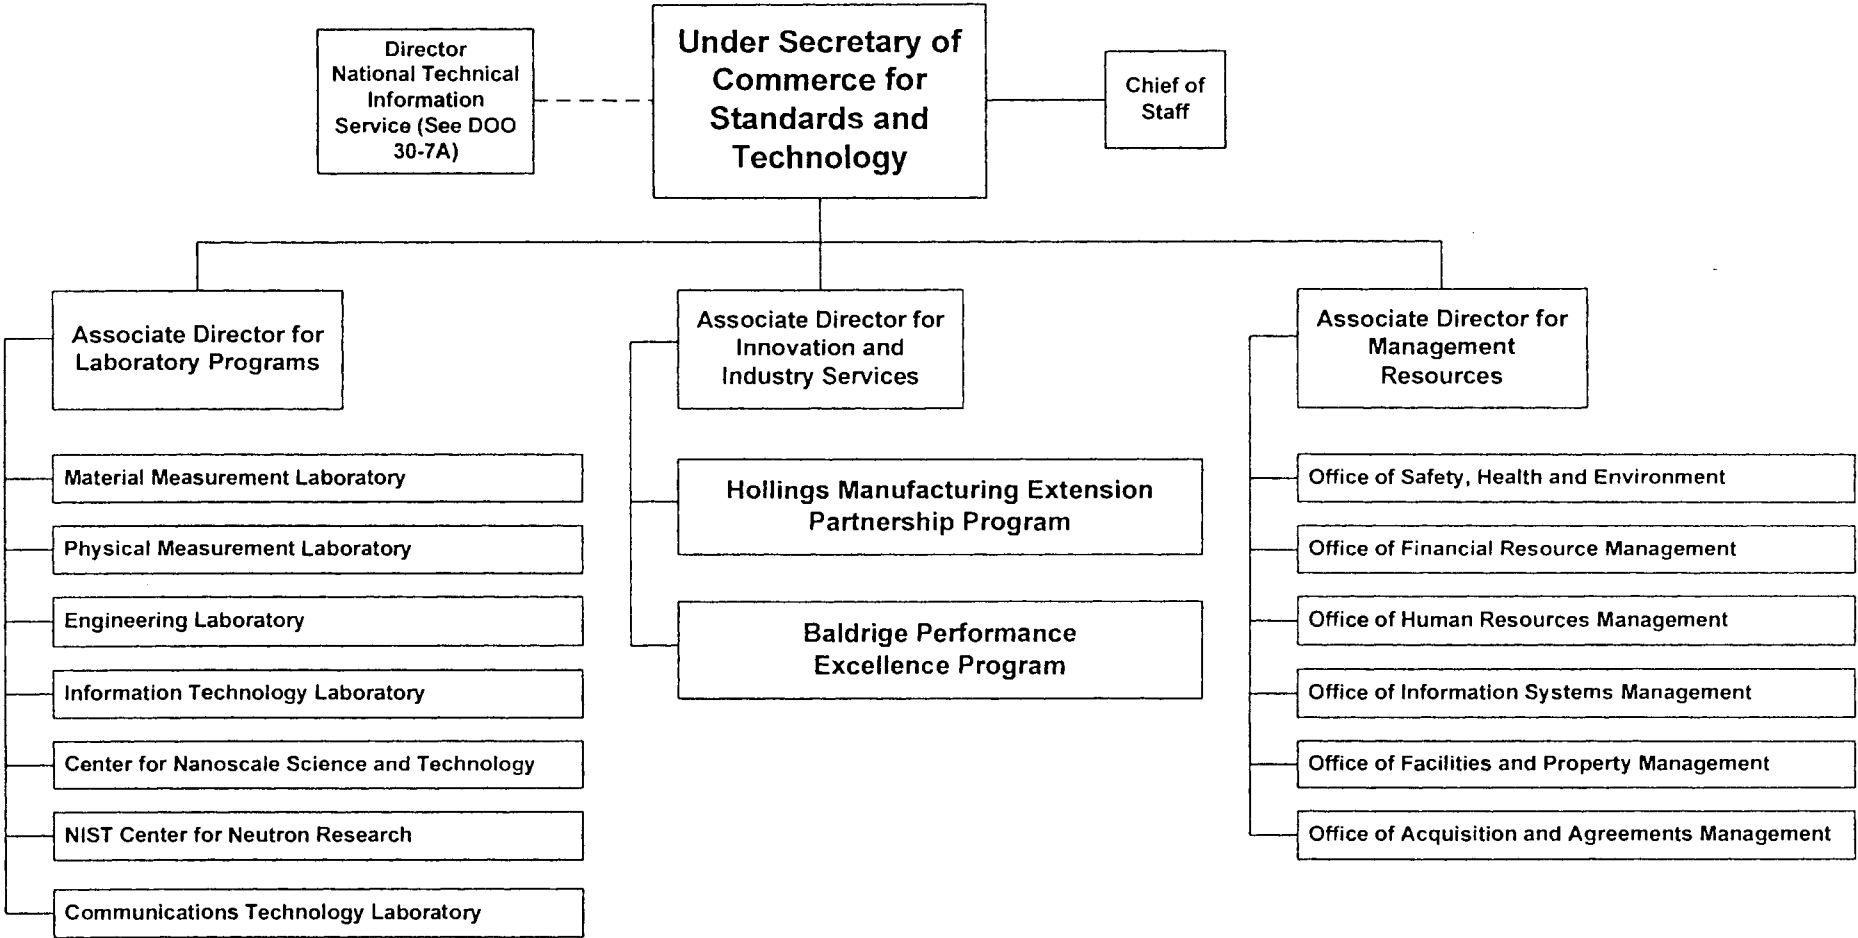 Director
National Technical
Information
Service (See DOO
30-7A)
Under Secretary of
Commerce for
Standards and
Technology
Chief of
Staff
Associate Director for
Laboratory Programs
Material Measurement Laboratory
Physical Measurement Laboratory
Engineering Laboratory
Information Technology Laboratory
Center for Nanoscale Science and Technology
NIST Center for Neutron Research
Communications Technology Laboratory
Associate Director for
Innovation and
Industry Services
Hollings Manufacturing Extension
Partnership Program
Baldrige Performance
Excellence Program
Associate Director for
Management
Resources
Office of Safety, Health and Environment
Office of Financial Resource Management
Office of Human Resources Management
Office of Information Systems Management
Office of Facilities and Property Management
Office of Acquisition and Agreements Management